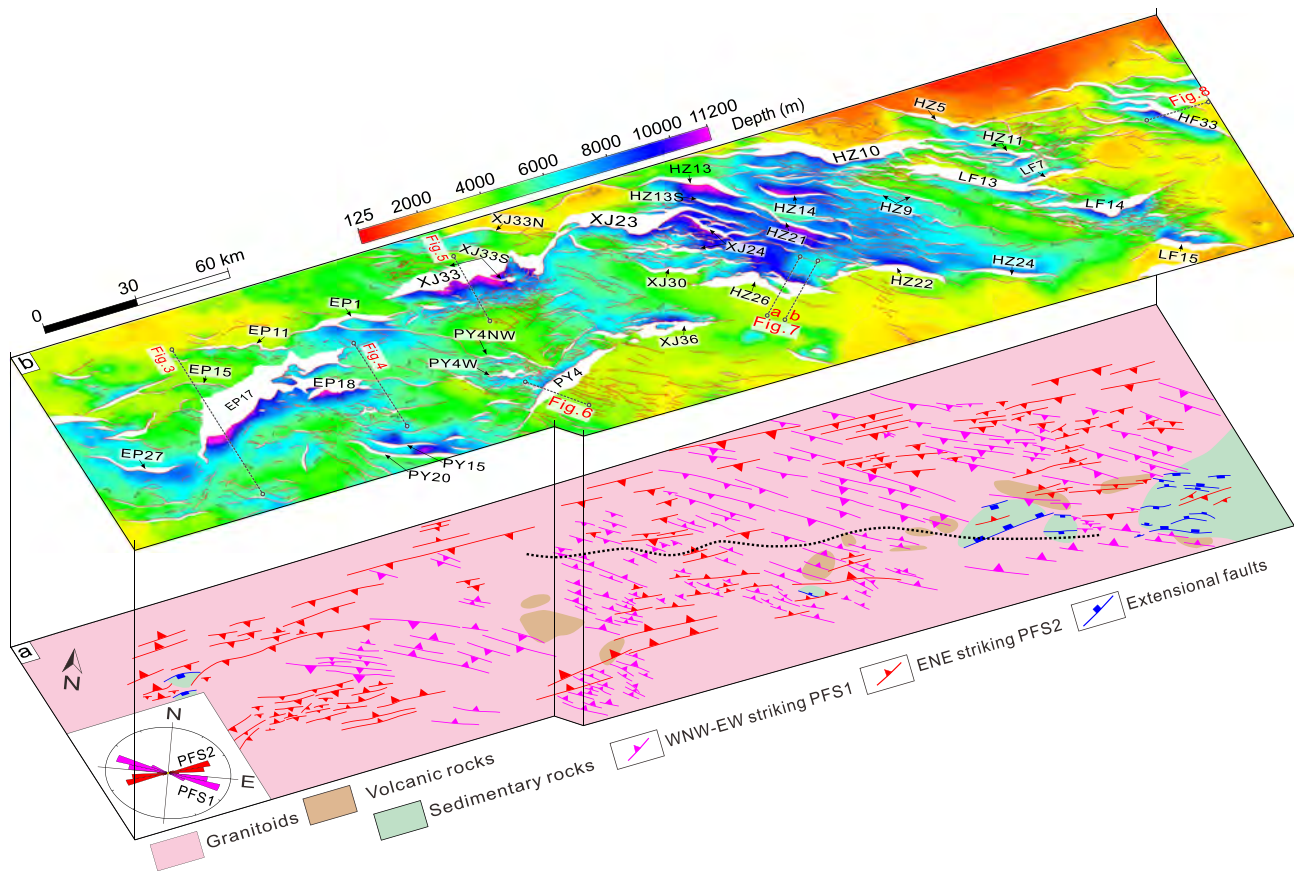 125 2000 4000 6000 8000 10000 11200 Depth (m)
0 30 60 km
b
Fig.8
HF33
HZ5
HZ11
LF7
HZ10
LF13
LF14
LF15
HZ13
HZ13S
HZ14
HZ9
HZ21
HZ24
HZ22
HZ26
XJ33N
XJ23
XJ24
XJ30
Fig.5
XJ33S
XJ33
a b
Fig.7
XJ36
EP1
PY4NW
PY4W
PY4
Fig.6
EP11
Fig.3
EP15
Fig.4
EP17
EP18
EP27
PY15
PY20
a
N
N
E
PFS2
PFS1
Granitoids
Volcanic rocks
Sedimentary rocks
WNW-EW striking PFS1
ENE striking PFS2
Extensional faults